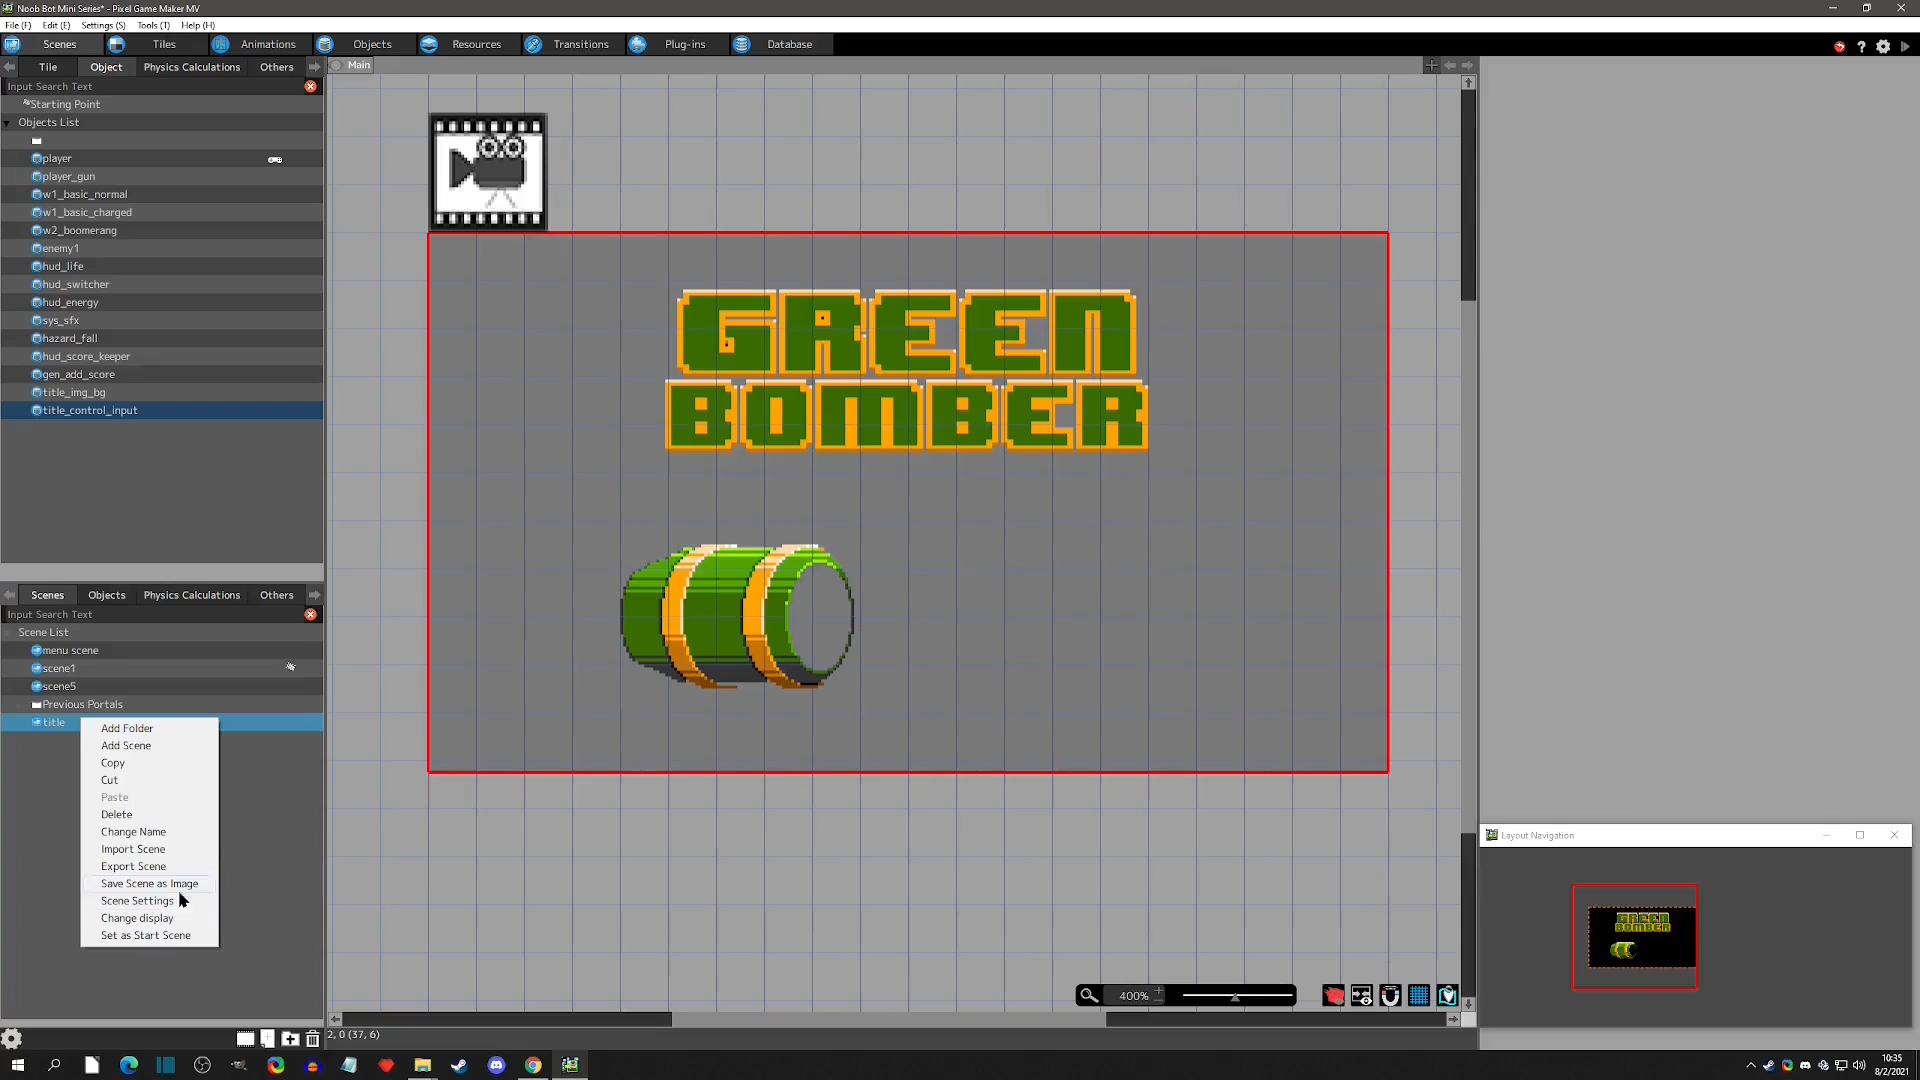 Noob Bot Mini Series* - Pixel Game Maker MV
File (F) Edit (E) Settings (S) Tools (T) Help (H)
Scenes Tiles Animations Objects Resources Transitions Plug-ins Database
Tile Object Physics Calculations Others
Main
Input Search Text
Starting Point
Objects List
player
player_gun
w1_basic_normal
w1_basic_charged
w2_boomerang
enemy1
hud_life
hud_switcher
hud_energy
sys_sfx
hazard_fall
hud_score_keeper
gen_add_score
title_img_bg
title_control_input
GREEN
BOMBER
Scenes Objects Physics Calculations Others
Input Search Text
Scene List
menu scene
scene1
scene5
Previous Portals
title
Add Folder
Add Scene
Copy
Cut
Paste
Delete
Change Name
Import Scene
Export Scene
Save Scene as Image
Scene Settings
Change display
Set as Start Scene
Layout Navigation
GREEN
BOMBER
400%
2, 0 (37, 6)
10:35
8/2/2021